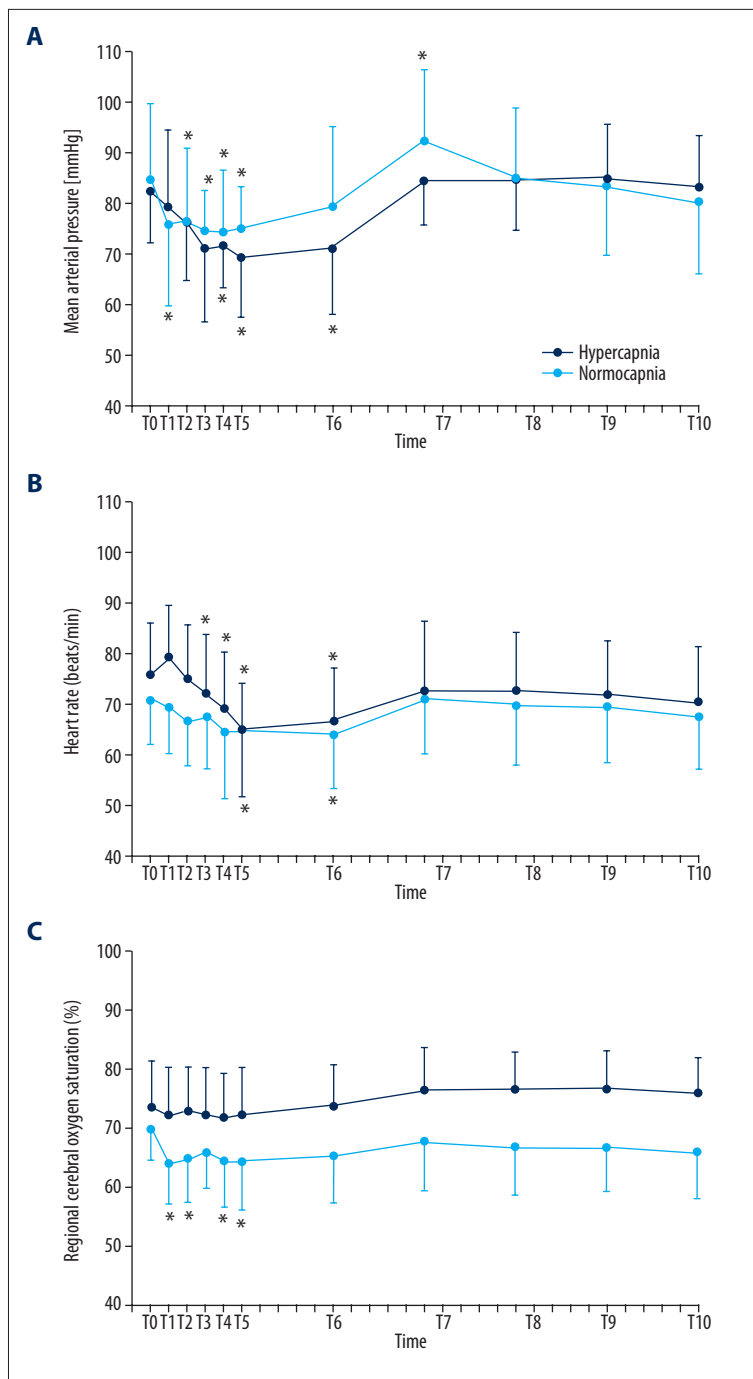 A
110
100
90
80
70
60
50
40
Mean arterial pressure [mmHg]
* * * * * *
* * * *
Hypercapnia
Normocapnia
T0 T1 T2 T3 T4 T5 T6 T7 T8 T9 T10
Time
B
110
100
90
80
70
60
50
40
Heart rate (beats/min)
* * * *
* *
T0 T1 T2 T3 T4 T5 T6 T7 T8 T9 T10
Time
C
100
90
80
70
60
50
40
Regional cerebral oxygen saturation (%)
* * * *
T0 T1 T2 T3 T4 T5 T6 T7 T8 T9 T10
Time